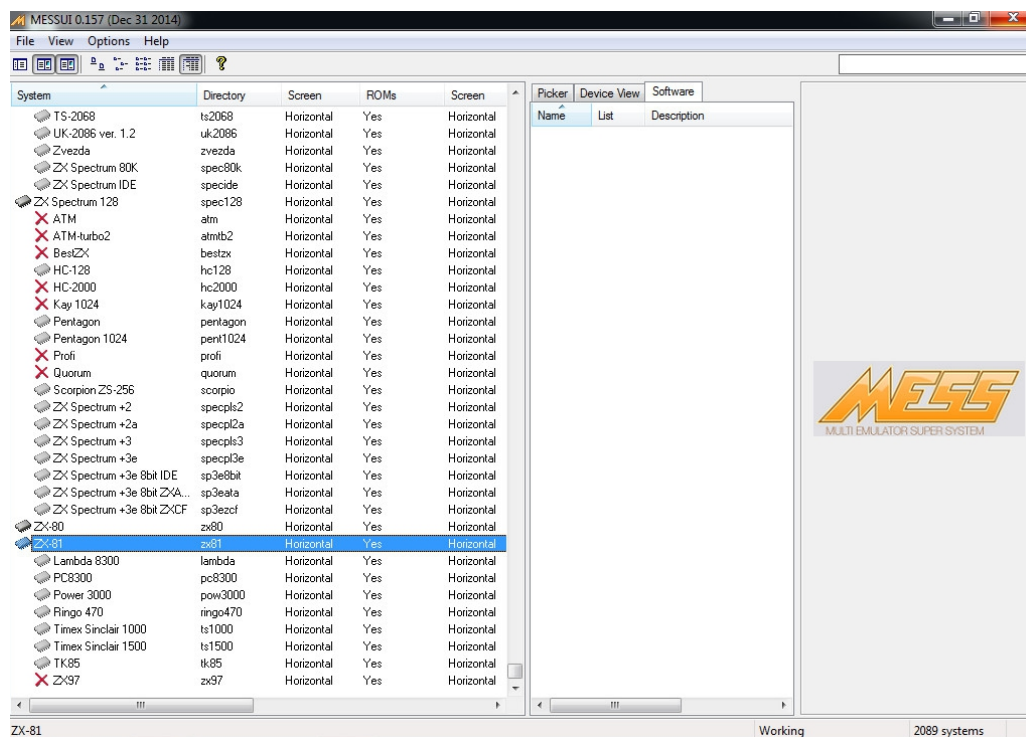 MESSUI 0.157 (Dec 31 2014)
File View Options Help
System Directory Screen ROMs Screen
TS-2068 ts2068 Horizontal Yes Horizontal
UK-2086 ver. 1.2 uk2086 Horizontal Yes Horizontal
Zvezda zvezda Horizontal Yes Horizontal
ZX Spectrum 80K spec80k Horizontal Yes Horizontal
ZX Spectrum IDE specide Horizontal Yes Horizontal
ZX Spectrum 128 spec128 Horizontal Yes Horizontal
ATM atm Horizontal Yes Horizontal
ATM-turbo2 atmtb2 Horizontal Yes Horizontal
BestZX bestzx Horizontal Yes Horizontal
HC-128 hc128 Horizontal Yes Horizontal
HC-2000 hc2000 Horizontal Yes Horizontal
Kay 1024 kay1024 Horizontal Yes Horizontal
Pentagon pentagon Horizontal Yes Horizontal
Pentagon 1024 pent1024 Horizontal Yes Horizontal
Profi profi Horizontal Yes Horizontal
Quorum quorum Horizontal Yes Horizontal
Scorpion ZS-256 scorpio Horizontal Yes Horizontal
ZX Spectrum +2 specpls2 Horizontal Yes Horizontal
ZX Spectrum +2a specpl2a Horizontal Yes Horizontal
ZX Spectrum +3 specpls3 Horizontal Yes Horizontal
ZX Spectrum +3e specpl3e Horizontal Yes Horizontal
ZX Spectrum +3e 8bit IDE sp3e8bit Horizontal Yes Horizontal
ZX Spectrum +3e 8bit ZXA... sp3eata Horizontal Yes Horizontal
ZX Spectrum +3e 8bit ZXCF sp3ezcf Horizontal Yes Horizontal
ZX-80 zx80 Horizontal Yes Horizontal
ZX-81 zx81 Horizontal Yes Horizontal
Lambda 8300 lambda Horizontal Yes Horizontal
PC8300 pc8300 Horizontal Yes Horizontal
Power 3000 pow3000 Horizontal Yes Horizontal
Ringo 470 ringo470 Horizontal Yes Horizontal
Timex Sinclair 1000 ts1000 Horizontal Yes Horizontal
Timex Sinclair 1500 ts1500 Horizontal Yes Horizontal
TK85 tk85 Horizontal Yes Horizontal
ZX97 zx97 Horizontal Yes Horizontal
Picker Device View Software
Name List Description
MESS
MULTI EMULATOR SUPER SYSTEM
ZX-81 Working 2089 systems